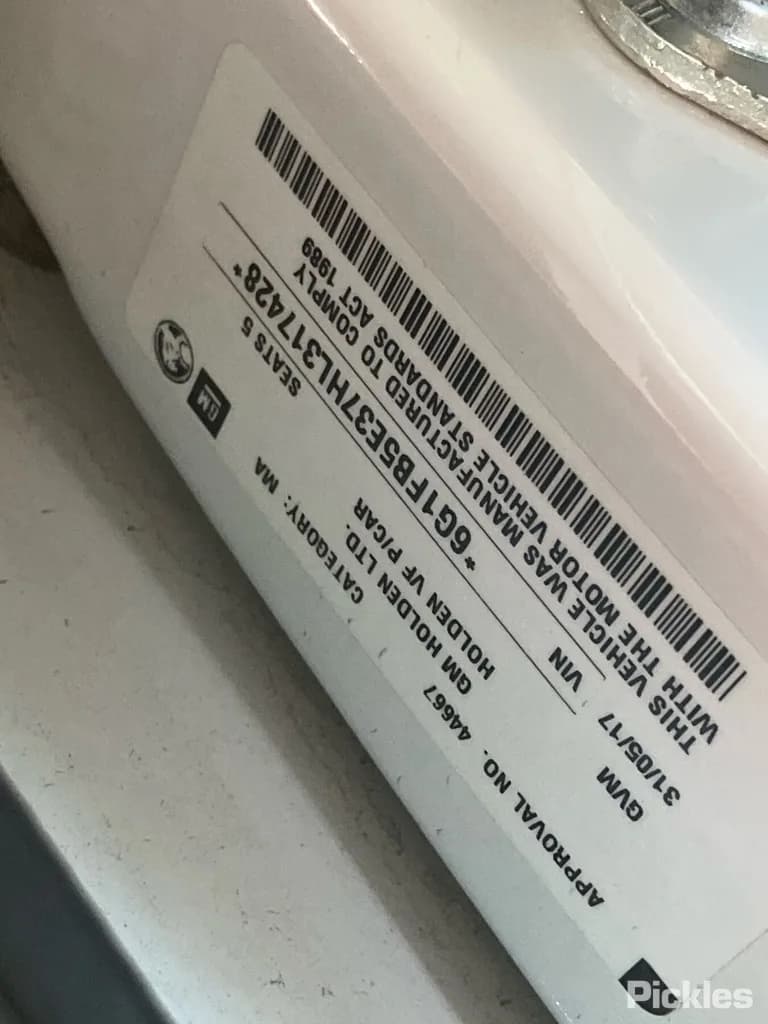 APPROVAL NO. 44667 CATEGORY: MA
GM HOLDEN LTD.
HOLDEN VF P/CAR
GVM SEATS 5
31/05/17 VIN *6G1FB5E37HL317428*
THIS VEHICLE WAS MANUFACTURED TO COMPLY
WITH THE MOTOR VEHICLE STANDARDS ACT 1989
GM
Pickles